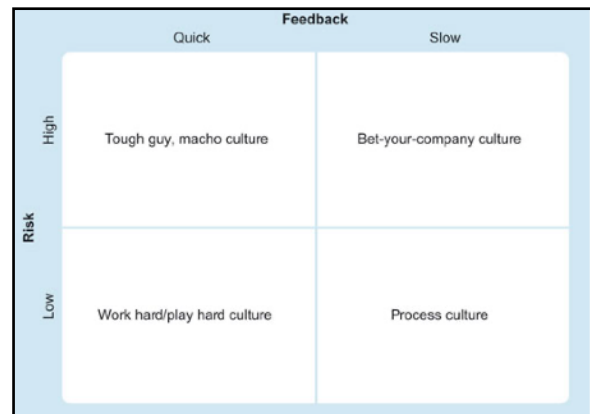 Feedback
Quick
Slow
High
Tough guy, macho culture
Bet-your-company culture
Risk
Low
Work hard/play hard culture
Process culture